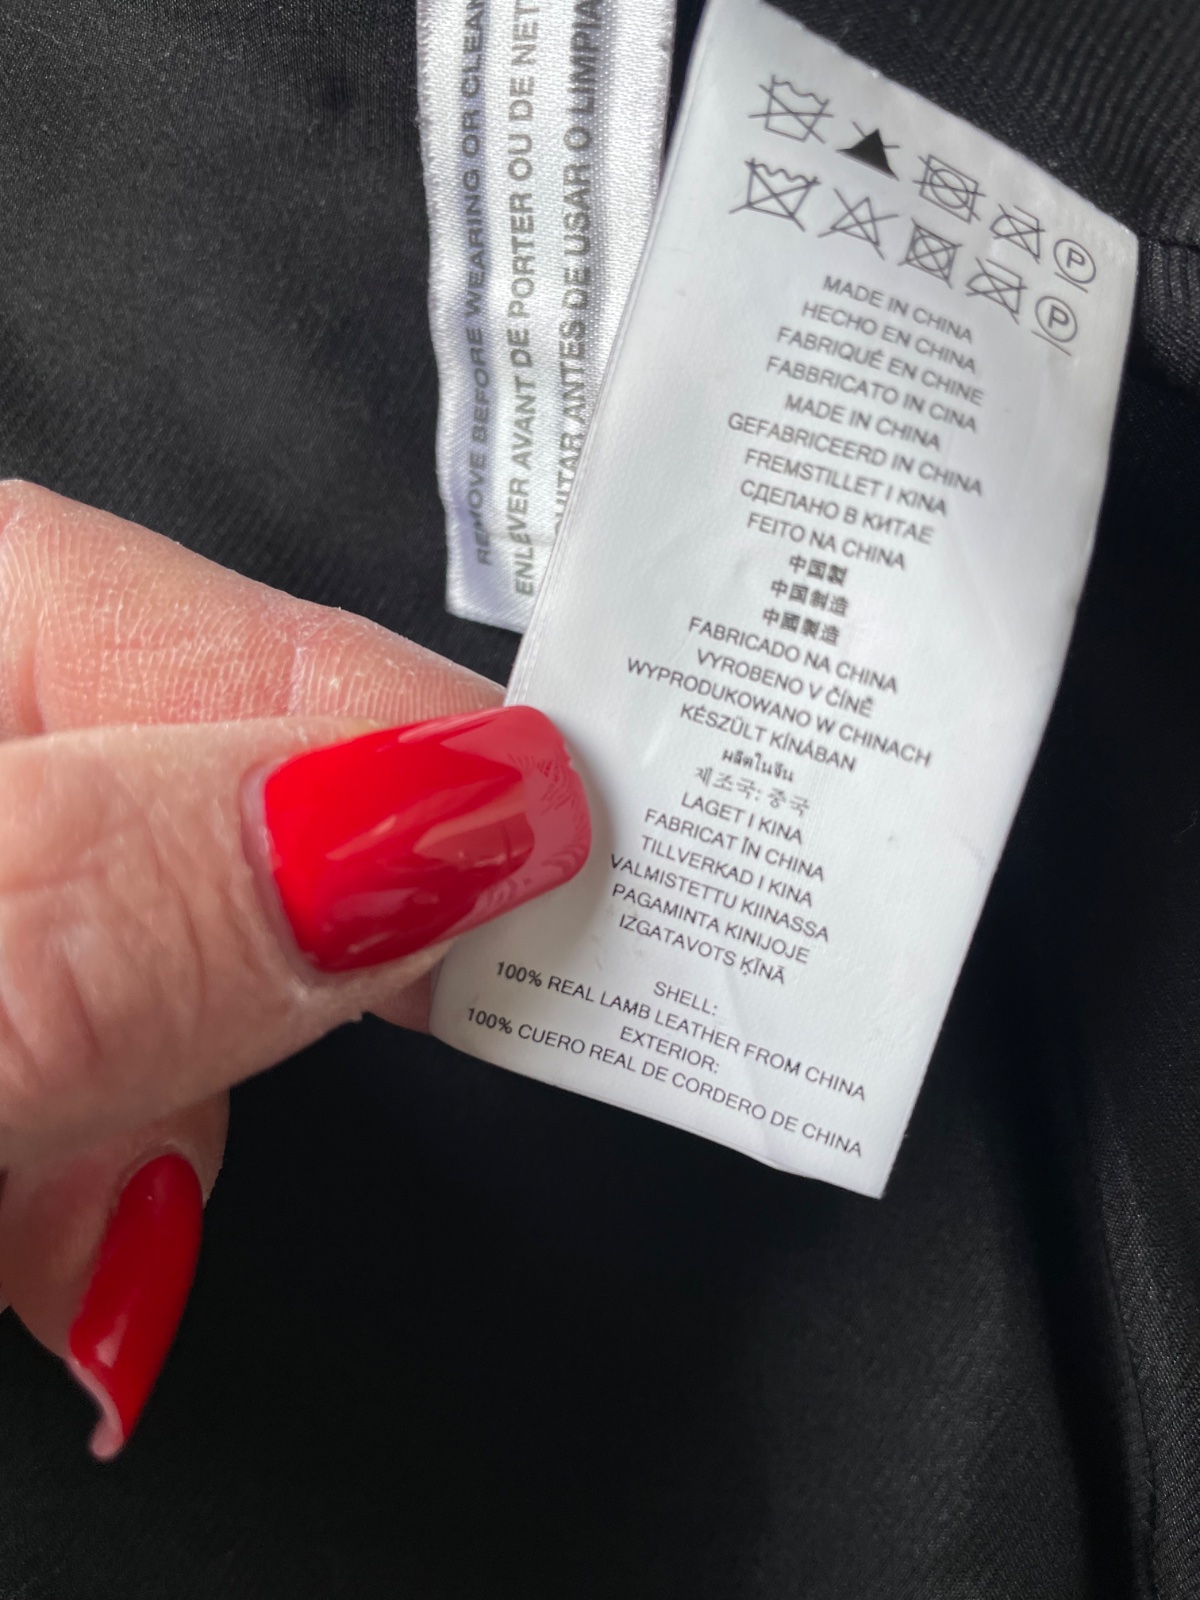 REMOVE BEFORE WEARING OR CLEAN
ENLEVER AVANT DE PORTER OU DE NET
QUITAR ANTES DE USAR O LIMPIA
P
P
MADE IN CHINA
HECHO EN CHINA
FABRIQUÉ EN CHINE
FABBRICATO IN CINA
MADE IN CHINA
GEFABRICEERD IN CHINA
FREMSTILLET I KINA
СДЕЛАНО В КИТАЕ
FEITO NA CHINA
中国製
中国制造
中國製造
FABRICADO NA CHINA
VYROBENO V ČÍNĚ
WYPRODUKOWANO W CHINACH
KÉSZÜLT KÍNÁBAN
ผลิตในจีน
제조국: 중국
LAGET I KINA
FABRICAT ÎN CHINA
TILLVERKAD I KINA
VALMISTETTU KIINASSA
PAGAMINTA KINIJOJE
IZGATAVOTS ĶĪNĀ
SHELL:
100% REAL LAMB LEATHER FROM CHINA
EXTERIOR:
100% CUERO REAL DE CORDERO DE CHINA